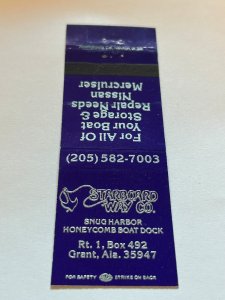 For All Of
Your Boat
Storage &
Repair Needs
Nissan
Mercruiser
(205) 582-7003
STARBOARD
WAY CO.
SNUG HARBOR
HONEYCOMB BOAT DOCK
Rt. 1, Box 492
Grant, Ala. 35947
FOR SAFETY STRIKE ON BACK